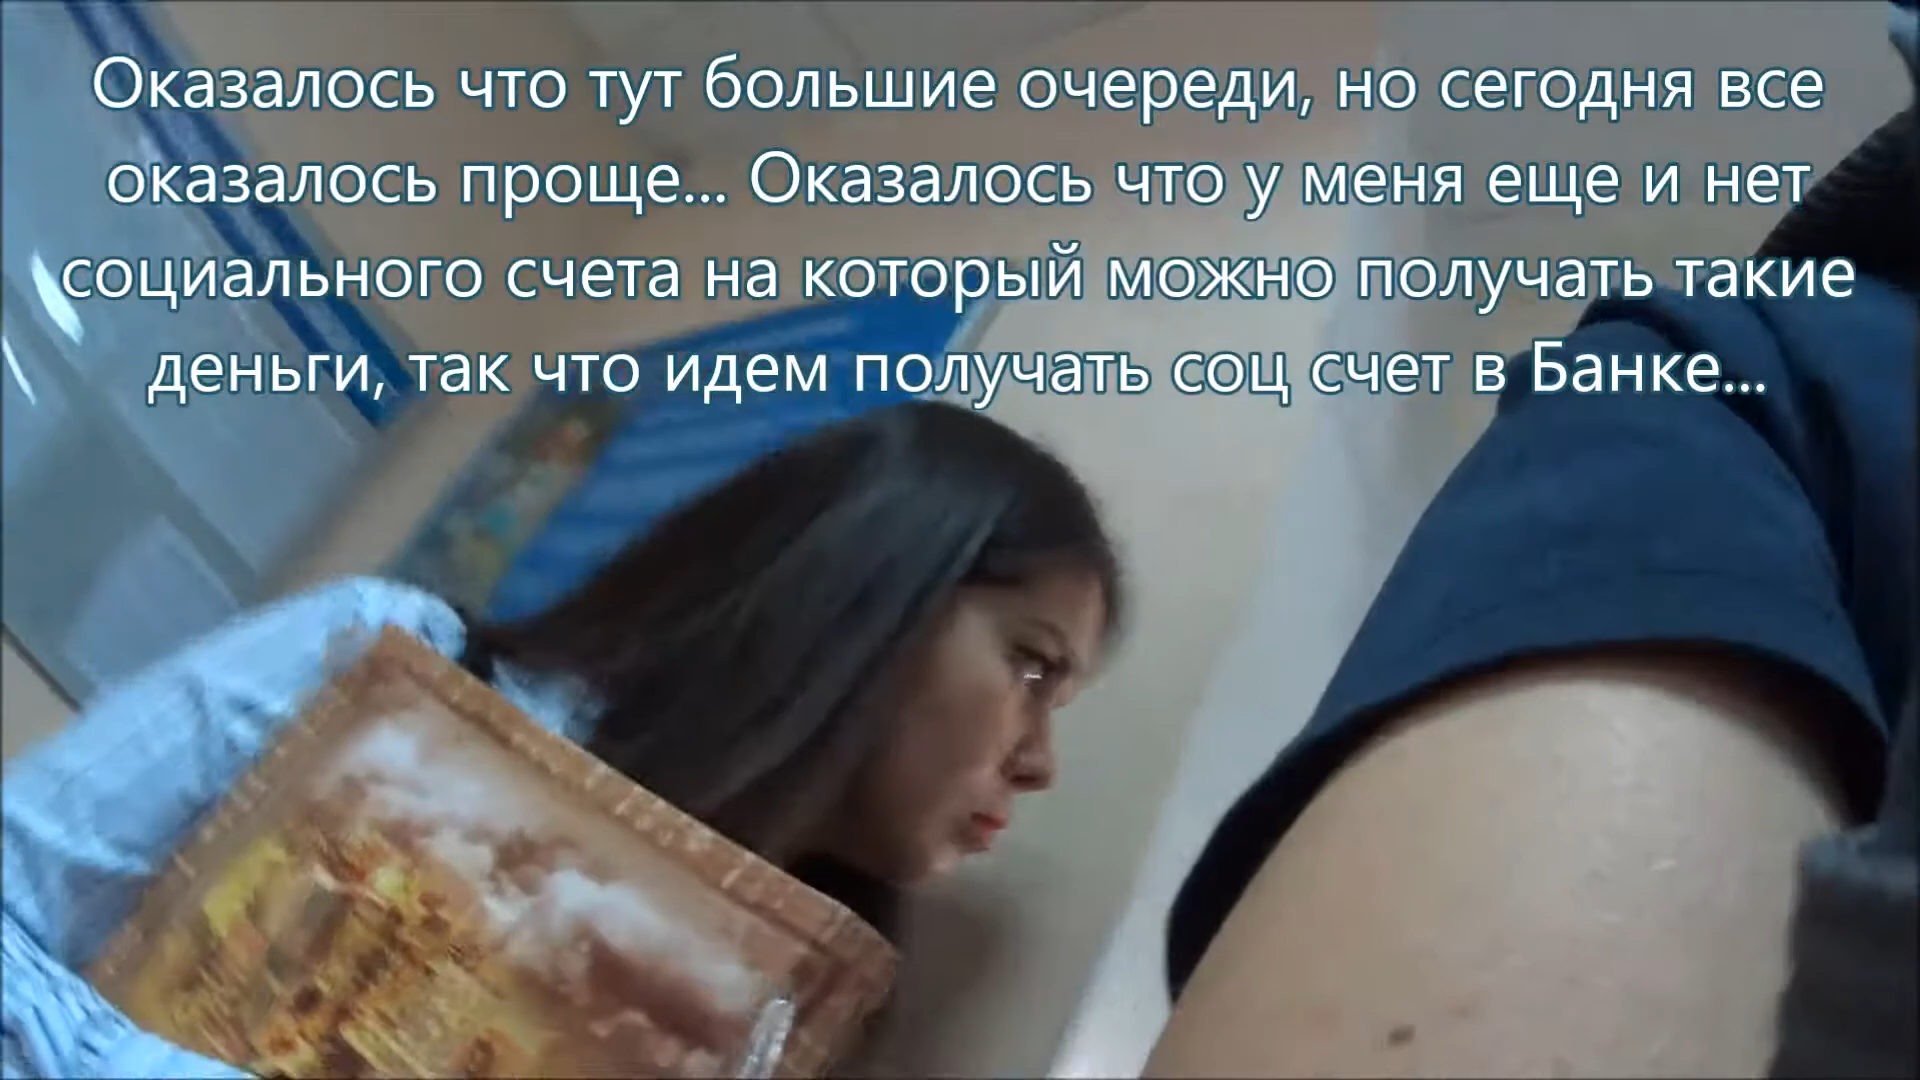 Оказалось что тут большие очереди, но сегодня все
оказалось проще... Оказалось что у меня еще и нет
социального счета на который можно получать такие
деньги, так что идем получать соц счет в Банке...